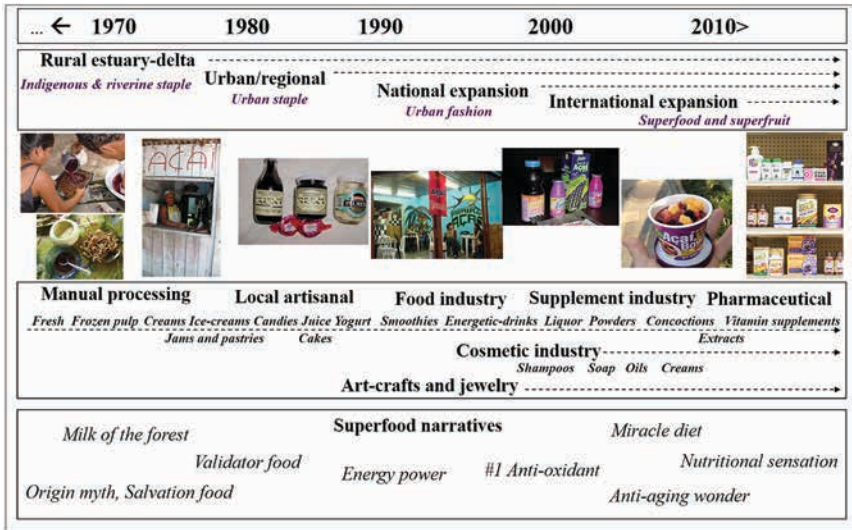 ... ← 1970 1980 1990 2000 2010>
Rural estuary-delta
Indigenous & riverine staple
Urban/regional
Urban staple
National expansion
Urban fashion
International expansion
Superfood and superfruit
AÇAÍ
Manual processing Local artisanal Food industry Supplement industry Pharmaceutical
Fresh Frozen pulp Creams Ice-creams Candies Juice Yogurt Smoothies Energetic-drinks Liquor Powders Concoctions Vitamin supplements
Jams and pastries Cakes Extracts
Cosmetic industry
Shampoos Soap Oils Creams
Art-crafts and jewelry
Superfood narratives
Milk of the forest Miracle diet
Validator food Energy power #1 Anti-oxidant Nutritional sensation
Origin myth, Salvation food Anti-aging wonder